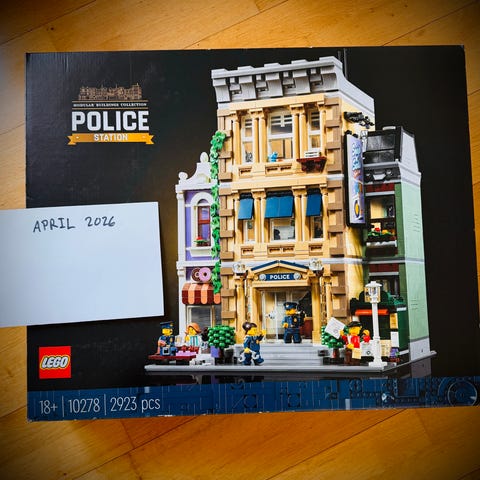 MODULAR BUILDINGS COLLECTION
POLICE
STATION
APRIL 2026
POLICE
LEGO
18+ | 10278 | 2923 pcs